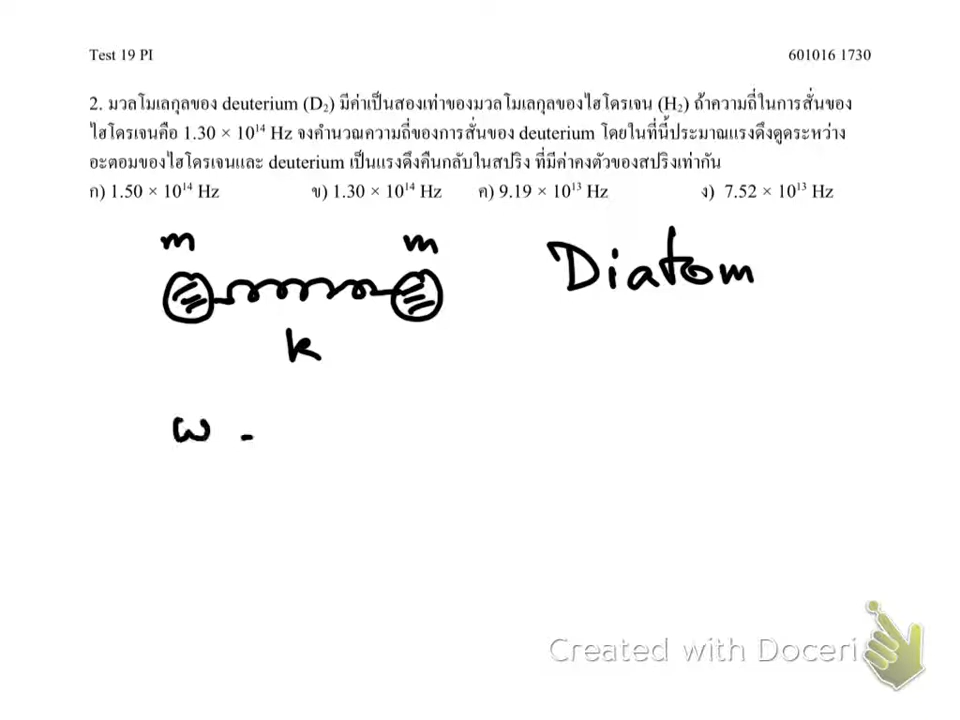 Test 19 PI 601016 1730
2. มวลโมเลกุลของ deuterium (D₂) มีค่าเป็นสองเท่าของมวลโมเลกุลของไฮโดรเจน (H₂) ถ้าความถี่ในการสั่นของ
ไฮโดรเจนคือ 1.30 × 10¹⁴ Hz จงคำนวณความถี่ของการสั่นของ deuterium โดยในที่นี้ประมาณแรงดึงดูดระหว่าง
อะตอมของไฮโดรเจนและ deuterium เป็นแรงดึงคืนกลับในสปริง ที่มีค่าคงตัวของสปริงเท่ากัน
ก) 1.50 × 10¹⁴ Hz ข) 1.30 × 10¹⁴ Hz ค) 9.19 × 10¹³ Hz ง) 7.52 × 10¹³ Hz
m m
Diatom
k
ω -
Created with Doceri